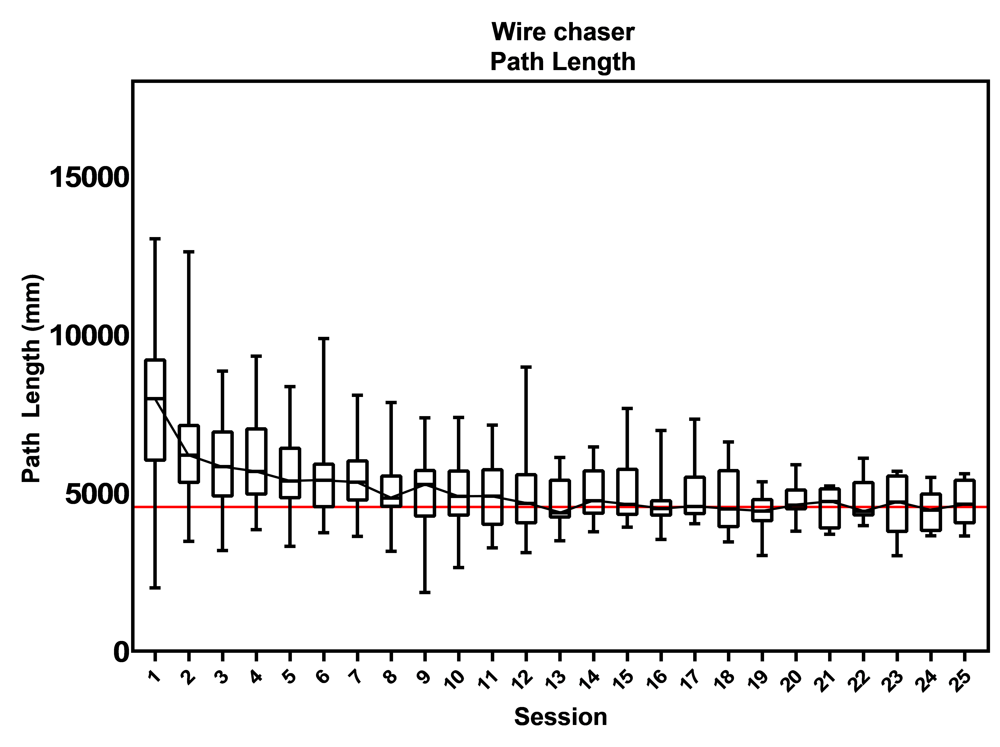 Wire chaser
Path Length
15000
10000
5000
0
Path Length (mm)
1 2 3 4 5 6 7 8 9 10 11 12 13 14 15 16 17 18 19 20 21 22 23 24 25
Session